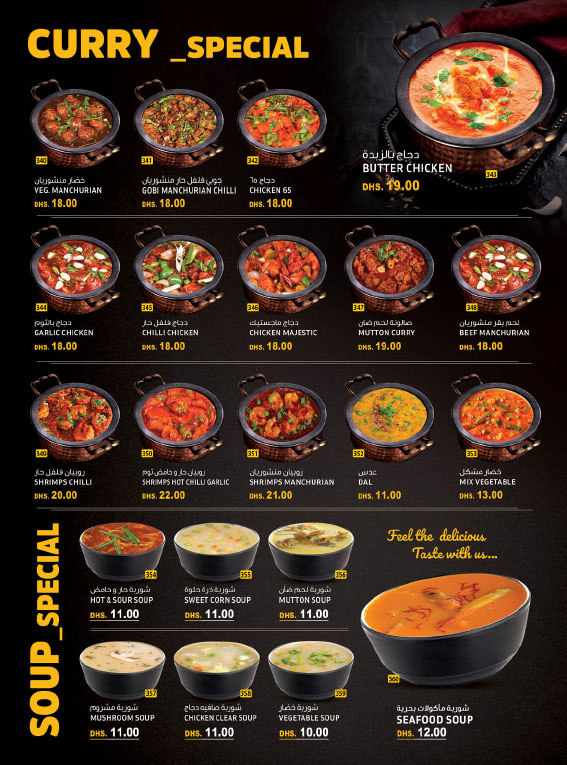 CURRY _SPECIAL
340
خضار منشوريان
VEG. MANCHURIAN
DHS. 18.00
341
جوبي فلفل حار منشوريان
GOBI MANCHURIAN CHILLI
DHS. 18.00
342
دجاج ٦٥
CHICKEN 65
DHS. 18.00
343
دجاج بالزبدة
BUTTER CHICKEN
DHS. 19.00
344
دجاج بالثوم
GARLIC CHICKEN
DHS. 18.00
345
دجاج فلفل حار
CHILLI CHICKEN
DHS. 18.00
346
دجاج ماجستيك
CHICKEN MAJESTIC
DHS. 18.00
347
صالونة لحم ضان
MUTTON CURRY
DHS. 19.00
348
لحم بقر منشوريان
BEEF MANCHURIAN
DHS. 18.00
349
روبيان فلفل حار
SHRIMPS CHILLI
DHS. 20.00
350
روبيان حار و حامض ثوم
SHRIMPS HOT CHILLI GARLIC
DHS. 22.00
351
روبيان منشوريان
SHRIMPS MANCHURIAN
DHS. 21.00
352
عدس
DAL
DHS. 11.00
353
خضار مشكل
MIX VEGETABLE
DHS. 13.00
SOUP _SPECIAL
354
شوربة حار و حامض
HOT & SOUR SOUP
DHS. 11.00
355
شوربة ذرة حلوة
SWEET CORN SOUP
DHS. 11.00
356
شوربة لحم ضأن
MUTTON SOUP
DHS. 11.00
357
شوربة مشروم
MUSHROOM SOUP
DHS. 11.00
358
شوربة صافيه دجاج
CHICKEN CLEAR SOUP
DHS. 11.00
359
شوربة خضار
VEGETABLE SOUP
DHS. 10.00
Feel the delicious
Taste with us...
360
شوربة مأكولات بحرية
SEAFOOD SOUP
DHS. 12.00